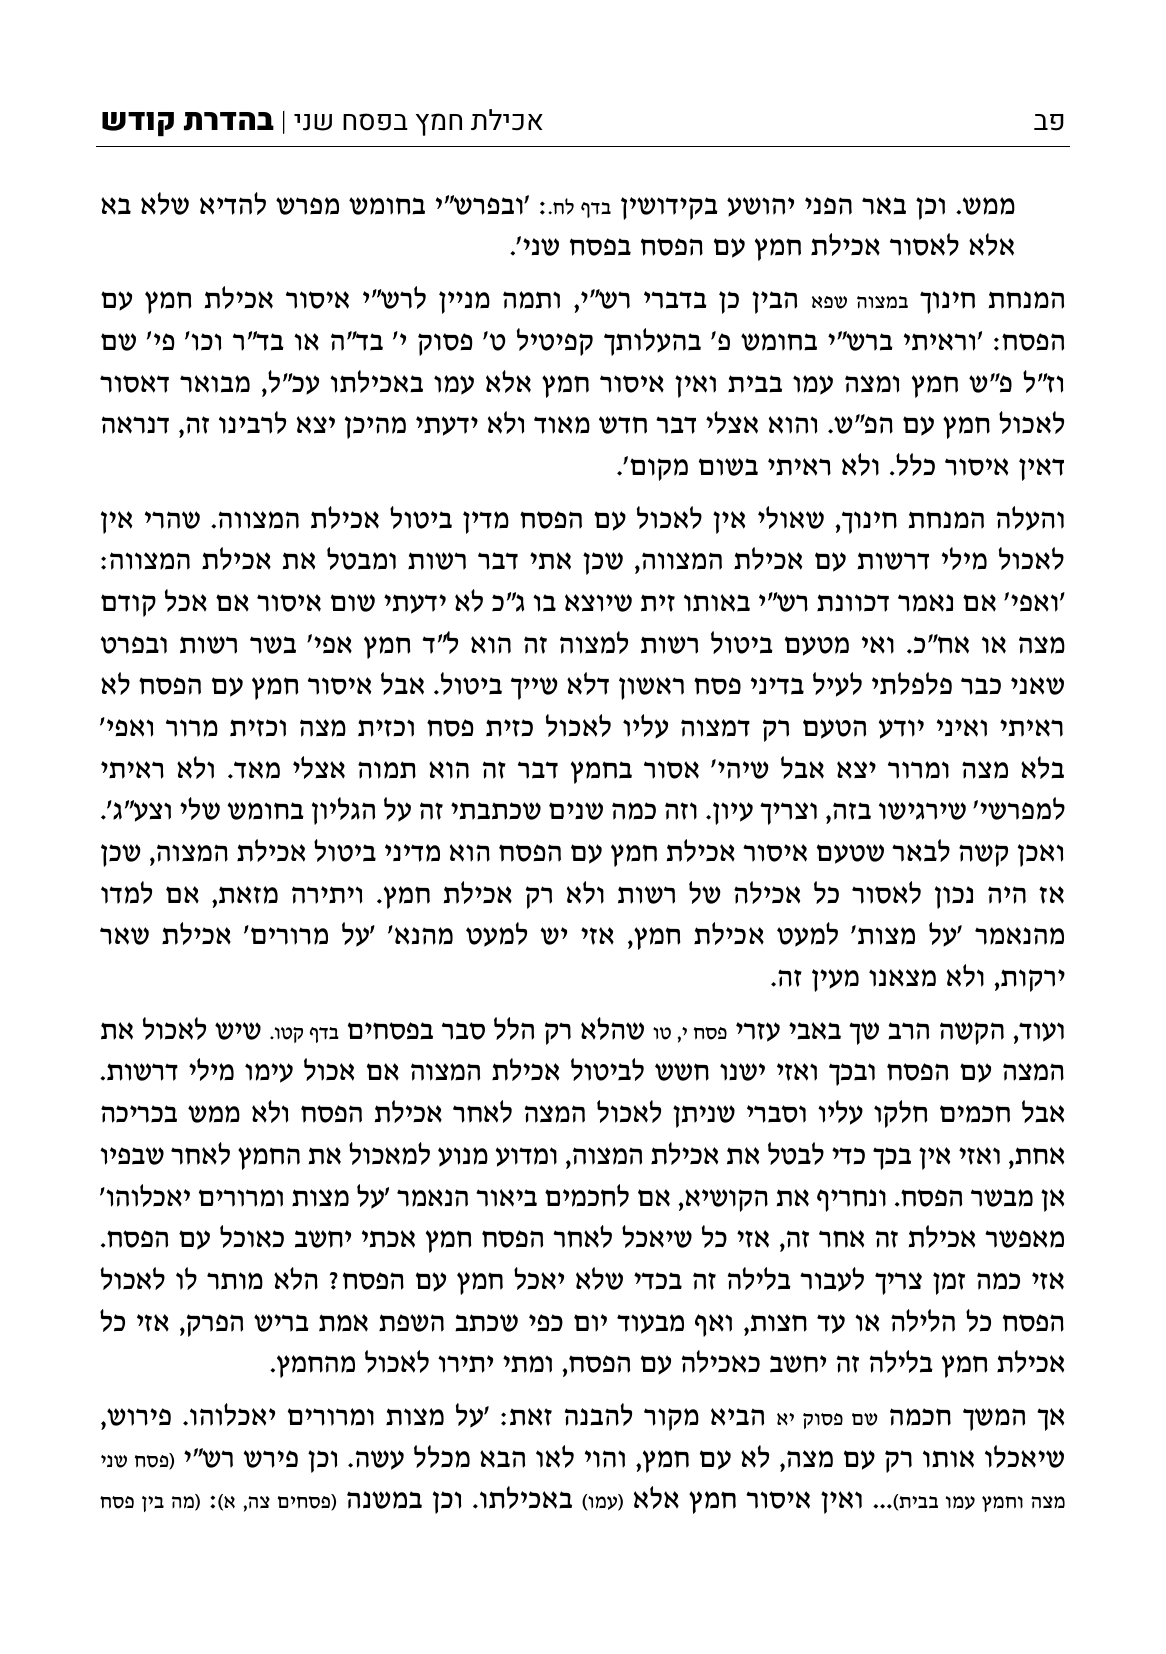 פב
אכילת חמץ בפסח שני | בהדרת קודש
ממש. וכן באר הפני יהושע בקידושין בדף לח.: 'ובפרש"י בחומש מפרש להדיא שלא בא
אלא לאסור אכילת חמץ עם הפסח בפסח שני'.
המנחת חינוך במצוה שפא הבין כן בדברי רש"י, ותמה מניין לרש"י איסור אכילת חמץ עם
הפסח: 'וראיתי ברש"י בחומש פ' בהעלותך קפיטיל ט' פסוק י' בד"ה או בד"ר וכו' פי' שם
וז"ל פ"ש חמץ ומצה עמו בבית ואין איסור חמץ אלא עמו באכילתו עכ"ל, מבואר דאסור
לאכול חמץ עם הפ"ש. והוא אצלי דבר חדש מאוד ולא ידעתי מהיכן יצא לרבינו זה, דנראה
דאין איסור כלל. ולא ראיתי בשום מקום'.
והעלה המנחת חינוך, שאולי אין לאכול עם הפסח מדין ביטול אכילת המצווה. שהרי אין
לאכול מילי דרשות עם אכילת המצווה, שכן אתי דבר רשות ומבטל את אכילת המצווה:
'ואפי' אם נאמר דכוונת רש"י באותו זית שיוצא בו ג"כ לא ידעתי שום איסור אם אכל קודם
מצה או אח"כ. ואי מטעם ביטול רשות למצוה זה הוא ל"ד חמץ אפי' בשר רשות ובפרט
שאני כבר פלפלתי לעיל בדיני פסח ראשון דלא שייך ביטול. אבל איסור חמץ עם הפסח לא
ראיתי ואיני יודע הטעם רק דמצוה עליו לאכול כזית פסח וכזית מצה וכזית מרור ואפי'
בלא מצה ומרור יצא אבל שיהי' אסור בחמץ דבר זה הוא תמוה אצלי מאד. ולא ראיתי
למפרשי' שירגישו בזה, וצריך עיון. וזה כמה שנים שכתבתי זה על הגליון בחומש שלי וצע"ג'.
ואכן קשה לבאר שטעם איסור אכילת חמץ עם הפסח הוא מדיני ביטול אכילת המצוה, שכן
אז היה נכון לאסור כל אכילה של רשות ולא רק אכילת חמץ. ויתירה מזאת, אם למדו
מהנאמר 'על מצות' למעט אכילת חמץ, אזי יש למעט מהנא' 'על מרורים' אכילת שאר
ירקות, ולא מצאנו מעין זה.
ועוד, הקשה הרב שך באבי עזרי פסח י, טו שהלא רק הלל סבר בפסחים בדף קטו. שיש לאכול את
המצה עם הפסח ובכך ואזי ישנו חשש לביטול אכילת המצוה אם אכול עימו מילי דרשות.
אבל חכמים חלקו עליו וסברי שניתן לאכול המצה לאחר אכילת הפסח ולא ממש בכריכה
אחת, ואזי אין בכך כדי לבטל את אכילת המצוה, ומדוע מנוע למאכול את החמץ לאחר שבפיו
אן מבשר הפסח. ונחריף את הקושיא, אם לחכמים ביאור הנאמר 'על מצות ומרורים יאכלוהו'
מאפשר אכילת זה אחר זה, אזי כל שיאכל לאחר הפסח חמץ אכתי יחשב כאוכל עם הפסח.
אזי כמה זמן צריך לעבור בלילה זה בכדי שלא יאכל חמץ עם הפסח? הלא מותר לו לאכול
הפסח כל הלילה או עד חצות, ואף מבעוד יום כפי שכתב השפת אמת בריש הפרק, אזי כל
אכילת חמץ בלילה זה יחשב כאכילה עם הפסח, ומתי יתירו לאכול מהחמץ.
אך המשך חכמה שם פסוק יא הביא מקור להבנה זאת: 'על מצות ומרורים יאכלוהו. פירוש,
שיאכלו אותו רק עם מצה, לא עם חמץ, והוי לאו הבא מכלל עשה. וכן פירש רש"י (פסח שני
מצה וחמץ עמו בבית)... ואין איסור חמץ אלא (עמו) באכילתו. וכן במשנה (פסחים צה, א): (מה בין פסח